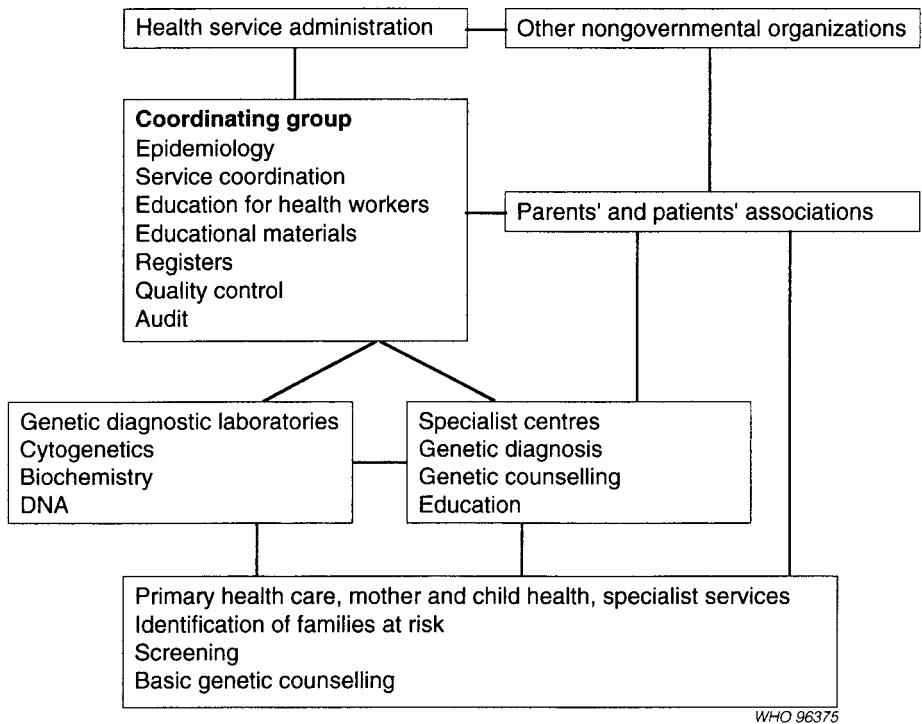 Health service administration
Other nongovernmental organizations
Coordinating group
Epidemiology
Service coordination
Education for health workers
Educational materials
Registers
Quality control
Audit
Parents' and patients' associations
Genetic diagnostic laboratories
Cytogenetics
Biochemistry
DNA
Specialist centres
Genetic diagnosis
Genetic counselling
Education
Primary health care, mother and child health, specialist services
Identification of families at risk
Screening
Basic genetic counselling
WHO 96375